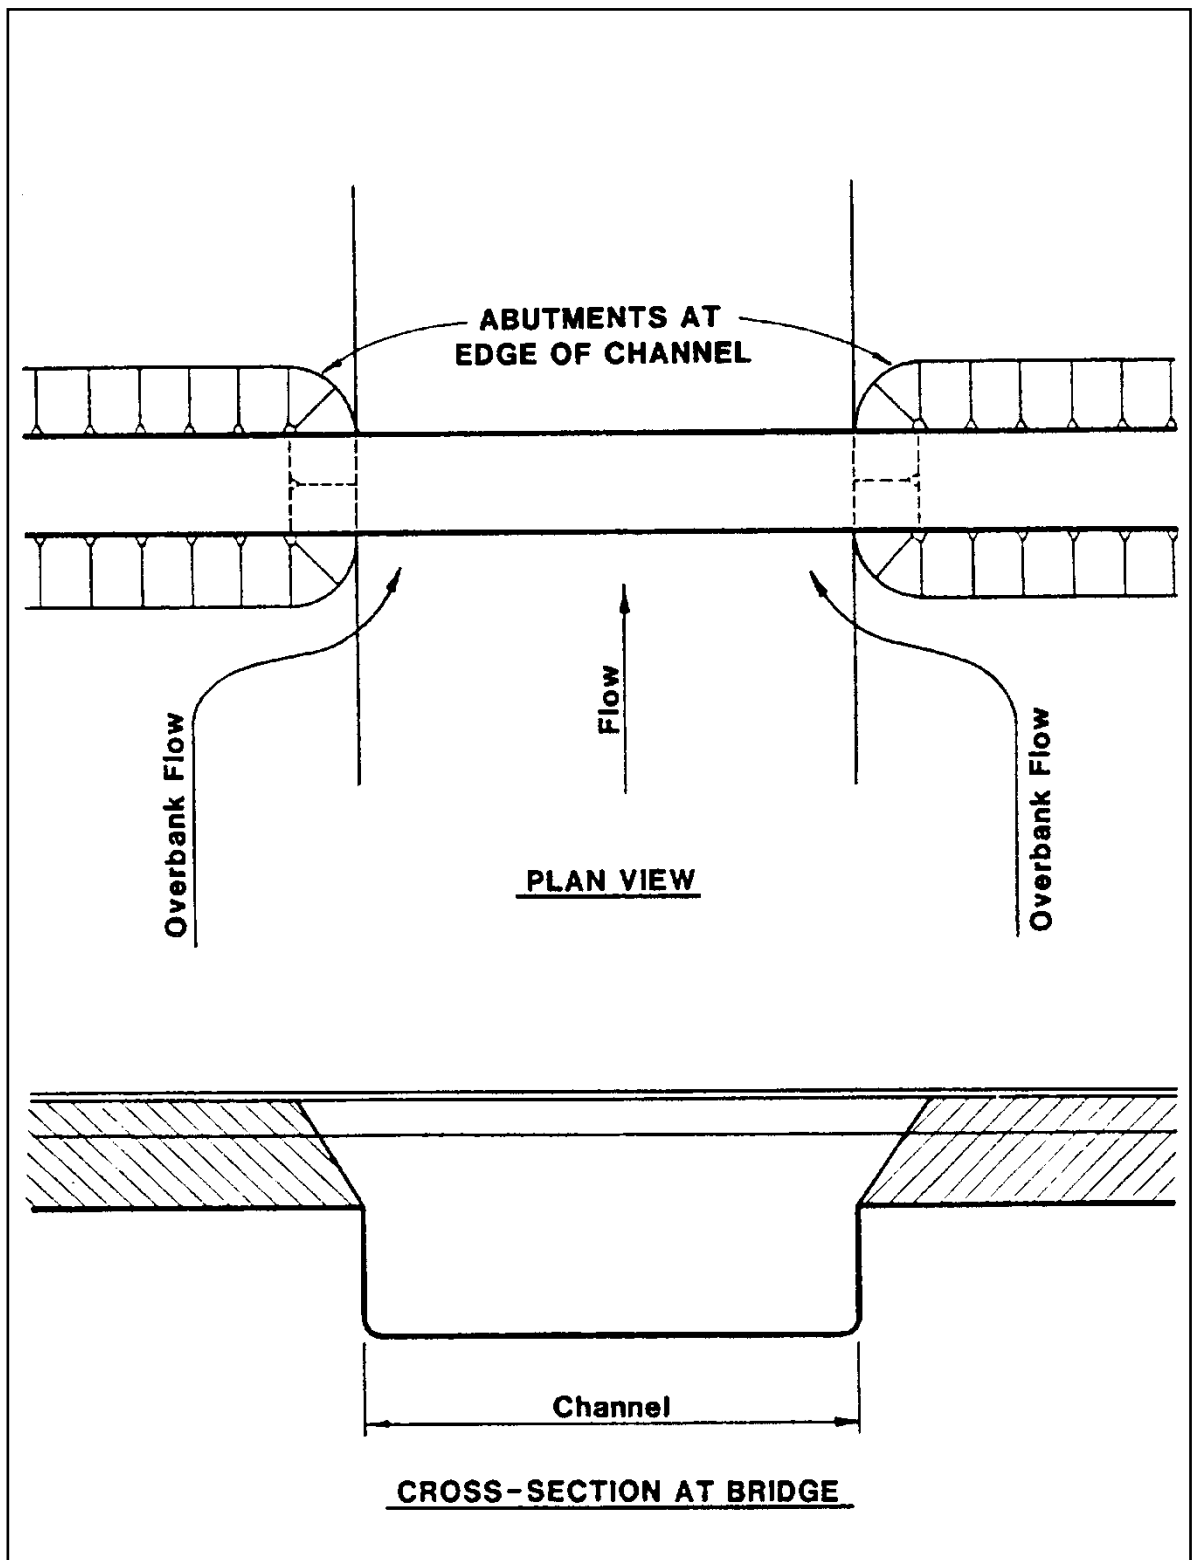 ABUTMENTS AT
EDGE OF CHANNEL
Overbank Flow
Flow
Overbank Flow
PLAN VIEW
Channel
CROSS-SECTION AT BRIDGE